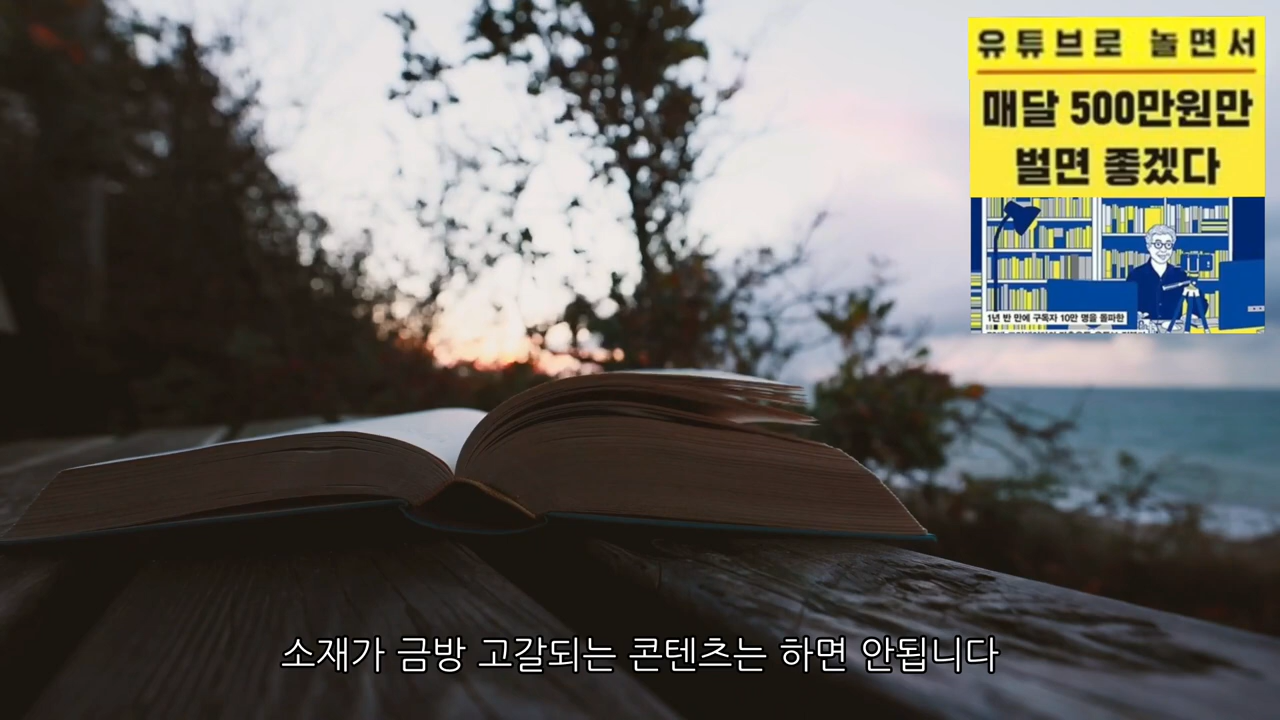 유튜브로 놀면서
매달 500만원만
벌면 좋겠다
1년 반 만에 구독자 10만 명을 돌파한
소재가 금방 고갈되는 콘텐츠는 하면 안됩니다